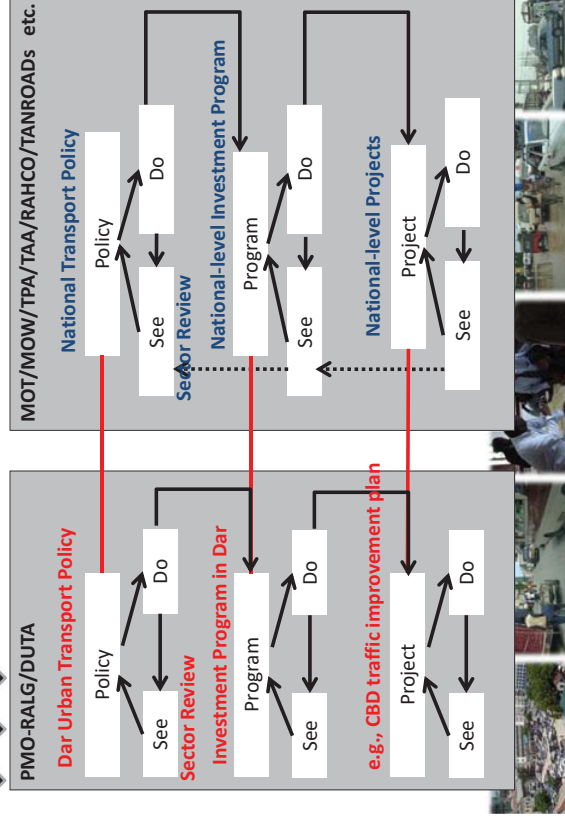 PMO-RALG/DUTA
Dar Urban Transport Policy
Policy
See
Do
Sector Review
Investment Program in Dar
Program
See
Do
e.g., CBD traffic improvement plan
Project
See
Do
MOT/MOW/TPA/TAA/RAHCO/TANROADs etc.
National Transport Policy
Policy
See
Do
Sector Review
National-level Investment Program
Program
See
Do
National-level Projects
Project
See
Do